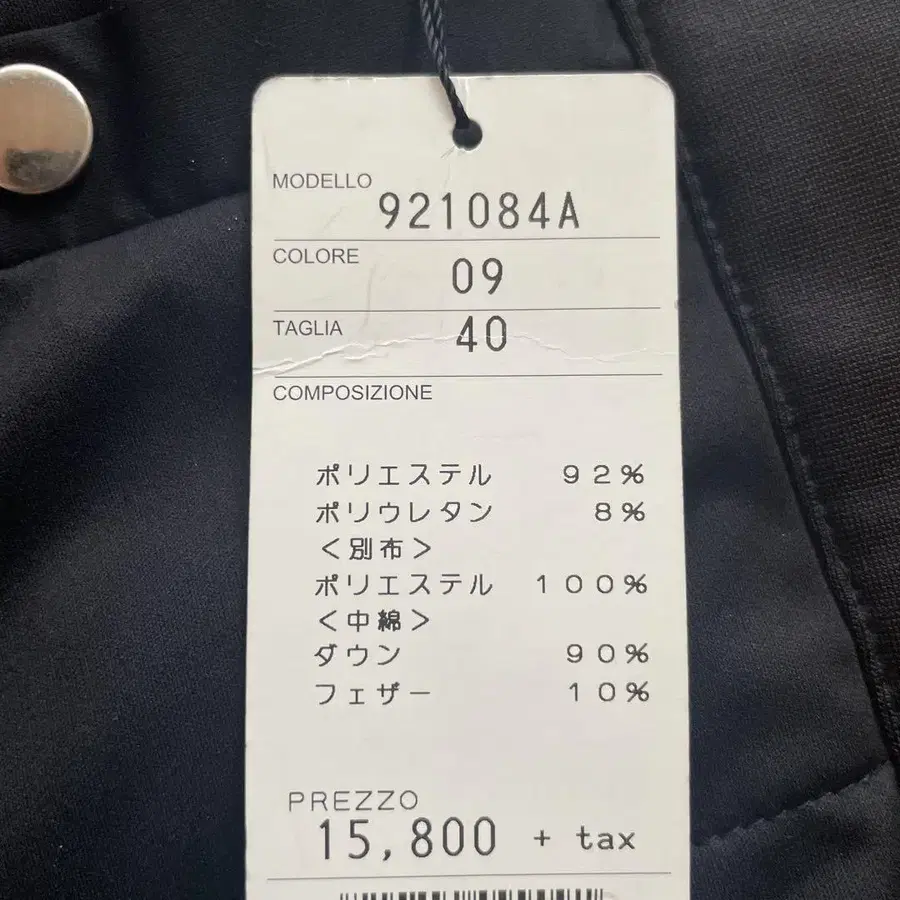 MODELLO
921084A
COLORE
09
TAGLIA
40
COMPOSIZIONE
ポリエステル 92%
ポリウレタン 8%
<別布>
ポリエステル 100%
<中綿>
ダウン 90%
フェザー 10%
PREZZO
15,800 + tax